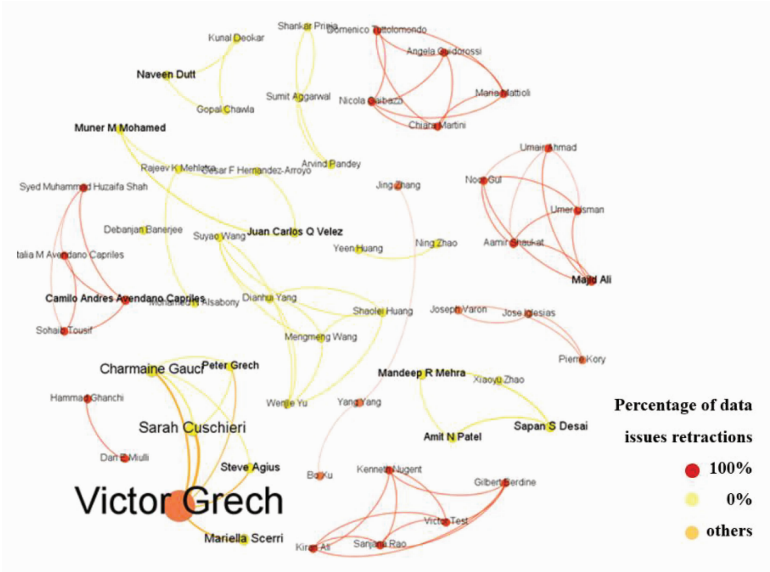 Shankar Prinja
Domenico Tuttolomondo
Kunal Deokar
Angela Guidorossi
Naveen Dutt
Sumit Aggarwal
Nicola Gaibazzi
Maria Mattioli
Gopal Chawla
Chiara Martini
Muner M Mohamed
Umair Ahmad
Rajeev K Mehlotra
Cesar F Hernandez-Arroyo
Arvind Pandey
Noor Gul
Syed Muhammad Huzaifa Shah
Jing Zhang
Umer Usman
Debanjan Banerjee
Suyao Wang
Juan Carlos Q Velez
Yeen Huang
Ning Zhao
Aamir Shaukat
talia M Avendano Capriles
Majid Ali
Camilo Andres Avendano Capriles
Mohamed Alsabony
Dianhui Yang
Shaolei Huang
Joseph Varon
Jose Iglesias
Sohaib Tousif
Mengmeng Wang
Pierre Kory
Charmaine Gauci
Peter Grech
Mandeep R Mehra
Xiaoyu Zhao
Hammad Ghanchi
Wenjie Yu
Yang Yang
Sarah Cuschieri
Amit N Patel
Sapan S Desai
Dan E Miulli
Steve Agius
Bo Xu
Kenneth Nugent
Gilbert Berdine
Victor Grech
Victor Test
Mariella Scerri
Kiran Ali
Sanjana Rao
Percentage of data
issues retractions
100%
0%
others